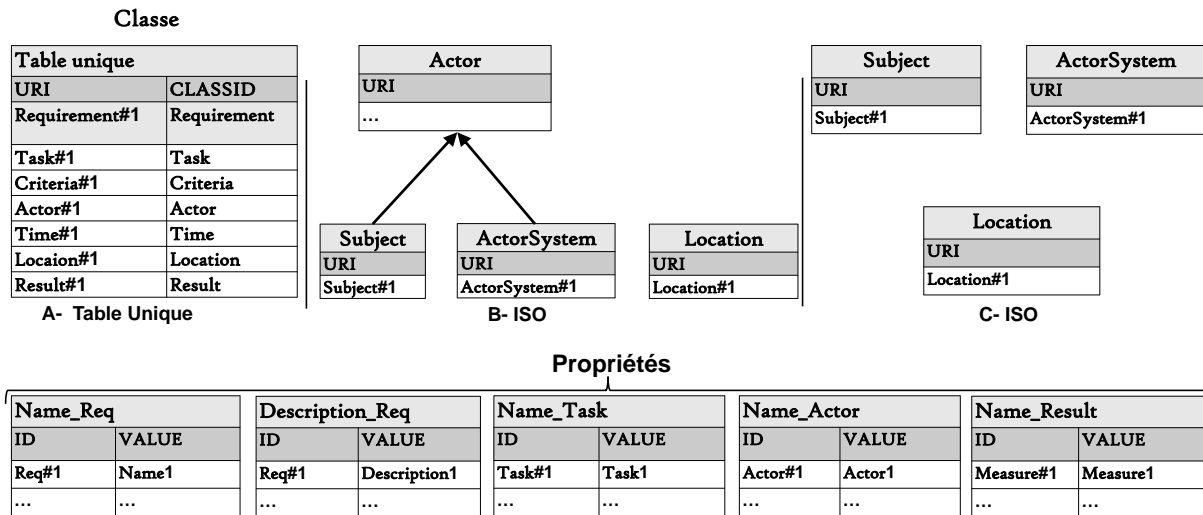 Classe
Table unique
URI CLASSID
Requirement#1 Requirement
Task#1 Task
Criteria#1 Criteria
Actor#1 Actor
Time#1 Time
Locaion#1 Location
Result#1 Result
A- Table Unique
Actor
URI
...
Subject
URI
Subject#1
ActorSystem
URI
ActorSystem#1
Location
URI
Location#1
B- ISO
Subject
URI
Subject#1
ActorSystem
URI
ActorSystem#1
Location
URI
Location#1
C- ISO
Propriétés
Name_Req
ID VALUE
Req#1 Name1
... ...
Description_Req
ID VALUE
Req#1 Description1
... ...
Name_Task
ID VALUE
Task#1 Task1
... ...
Name_Actor
ID VALUE
Actor#1 Actor1
... ...
Name_Result
ID VALUE
Measure#1 Measure1
... ...